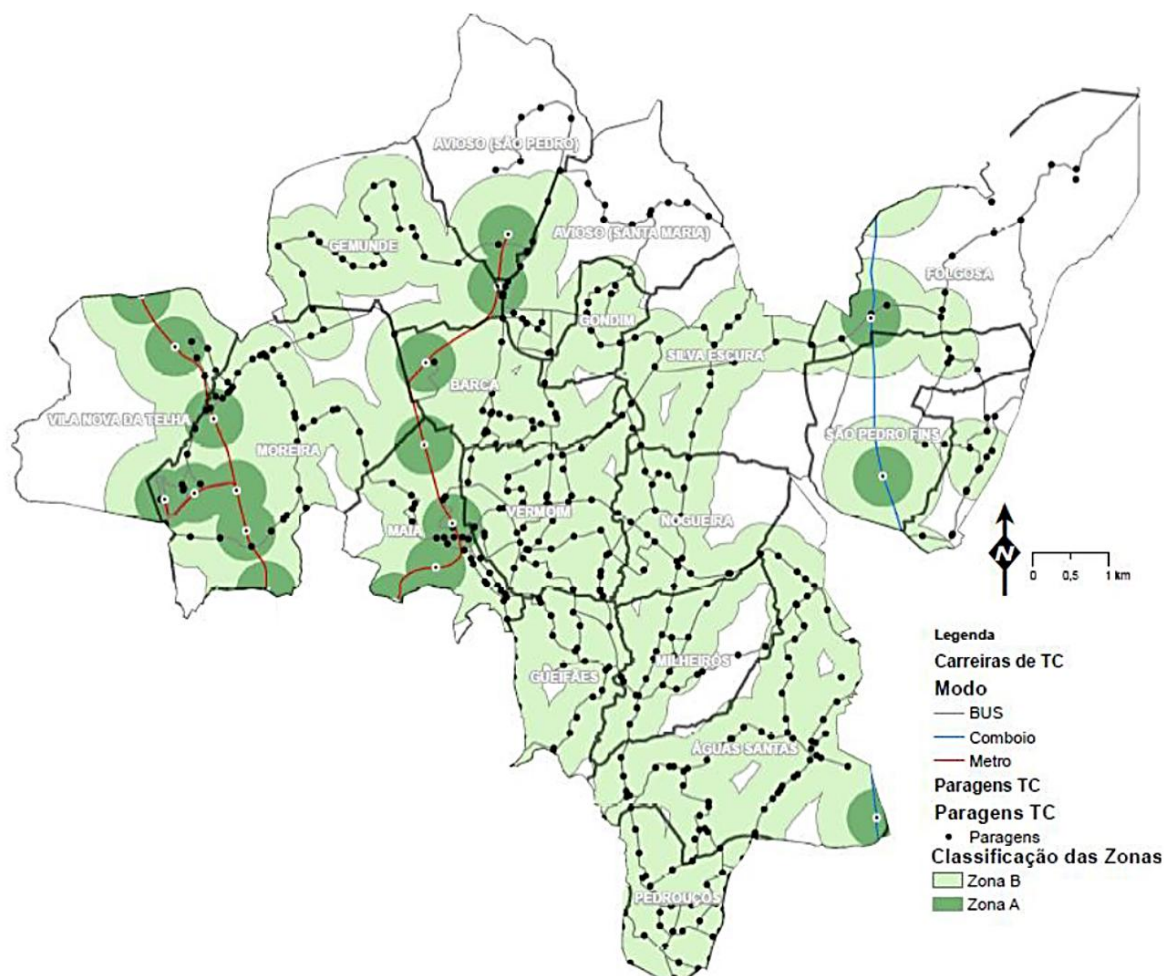 AVIOSO (SÃO PEDRO)
AVIOSO (SANTA MARIA)
GEMUNDE
FOLGOSA
GONDIM
SILVA ESCURA
BARCA
VILA NOVA DA TELHA
MOREIRA
SÃO PEDRO FINS
VERMOIM
NOGUEIRA
MAIA
N
0 0,5 1 km
GUEIFÃES
MILHEIRÓS
ÁGUAS SANTAS
PEDROUÇOS
Legenda
Carreiras de TC
Modo
BUS
Comboio
Metro
Paragens TC
Paragens TC
Paragens
Classificação das Zonas
Zona B
Zona A